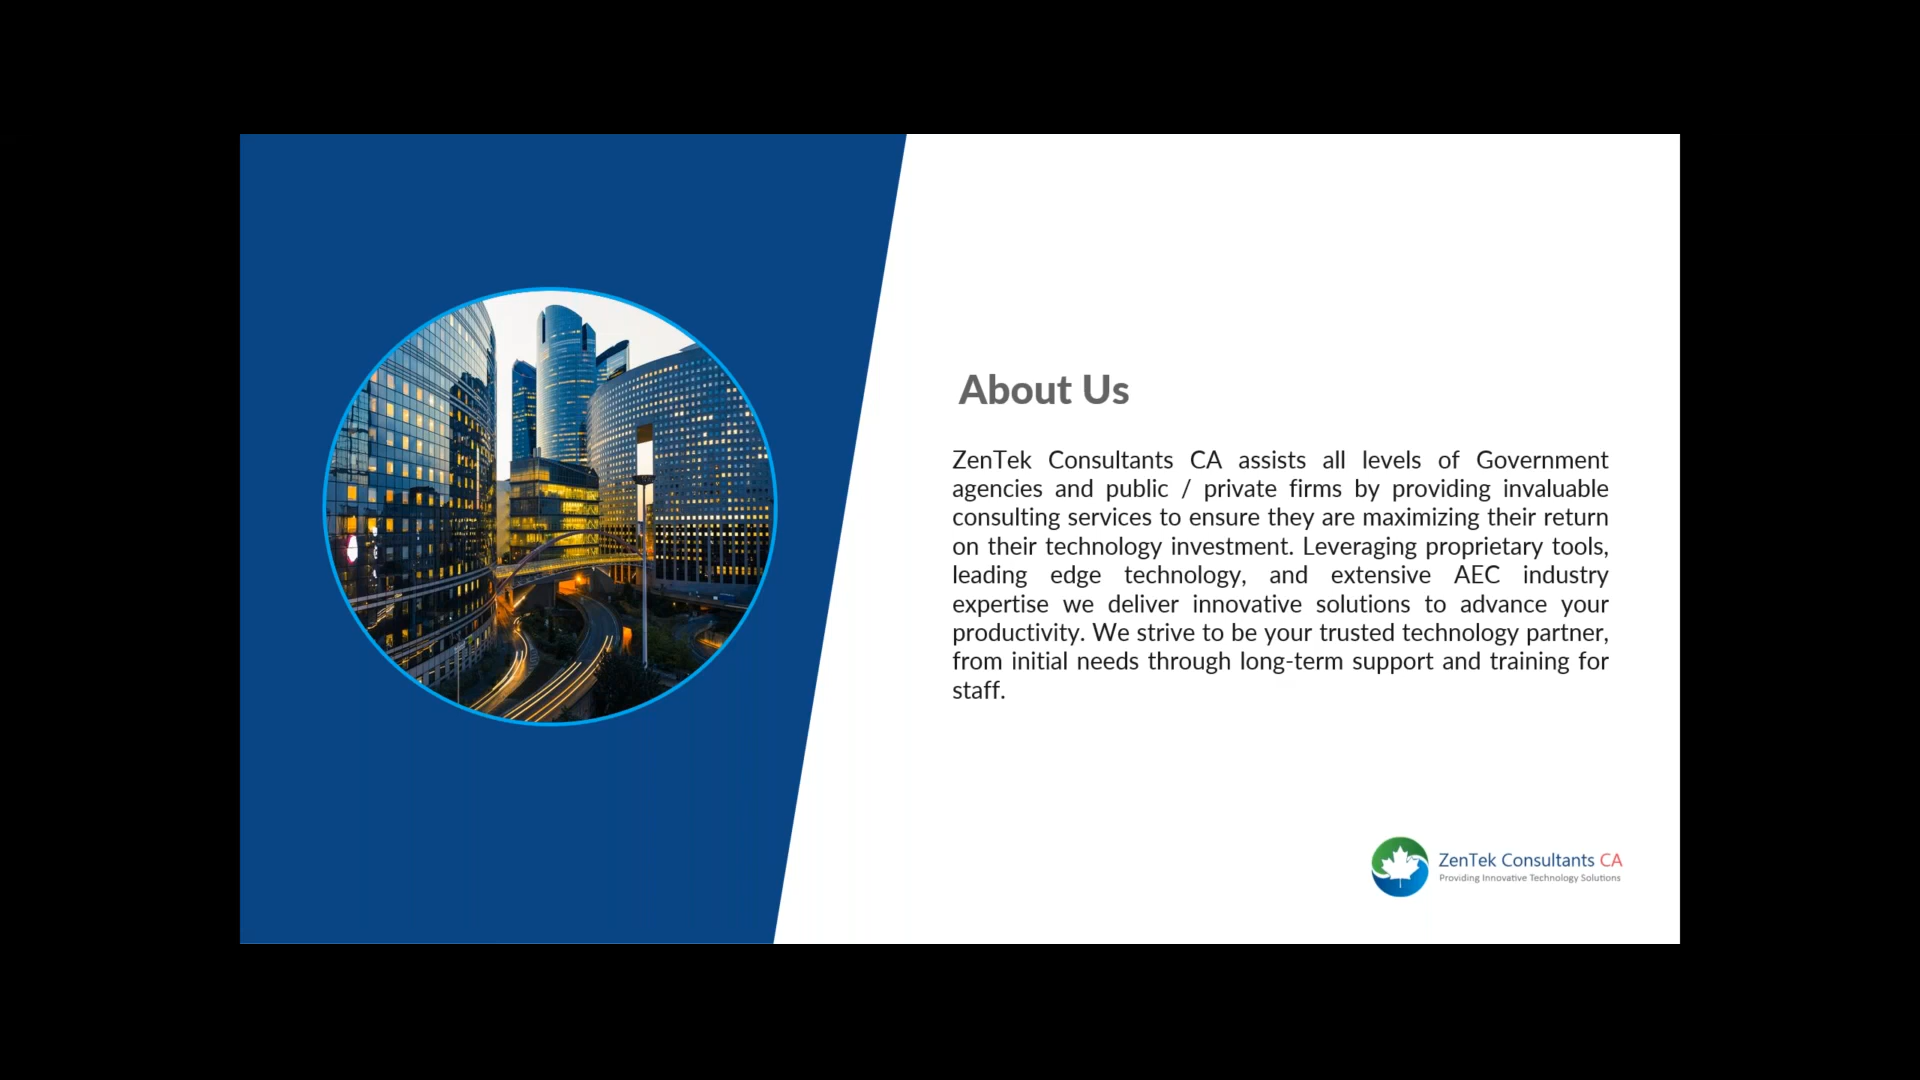 About Us
ZenTek Consultants CA assists all levels of Government
agencies and public / private firms by providing invaluable
consulting services to ensure they are maximizing their return
on their technology investment. Leveraging proprietary tools,
leading edge technology, and extensive AEC industry
expertise we deliver innovative solutions to advance your
productivity. We strive to be your trusted technology partner,
from initial needs through long-term support and training for
staff.
ZenTek Consultants CA
Providing Innovative Technology Solutions